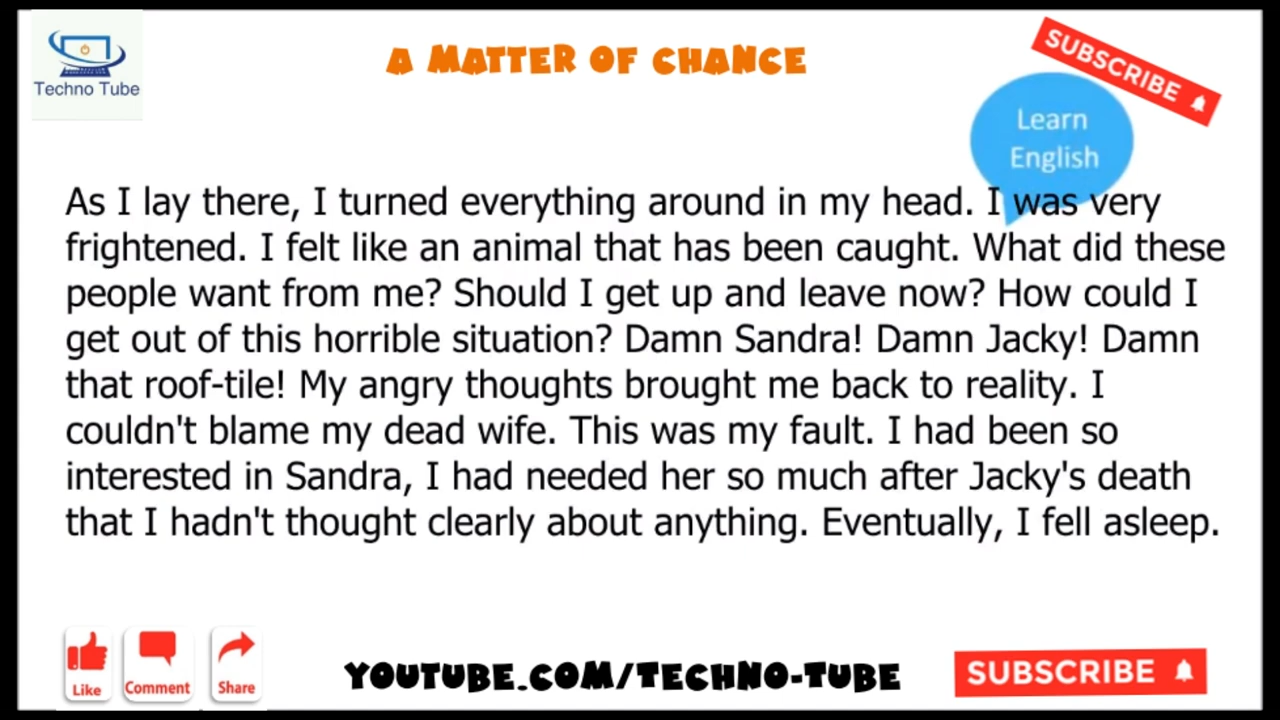 Techno Tube
A MATTER OF CHANCE
SUBSCRIBE
Learn
English
As I lay there, I turned everything around in my head. I was very
frightened. I felt like an animal that has been caught. What did these
people want from me? Should I get up and leave now? How could I
get out of this horrible situation? Damn Sandra! Damn Jacky! Damn
that roof-tile! My angry thoughts brought me back to reality. I
couldn't blame my dead wife. This was my fault. I had been so
interested in Sandra, I had needed her so much after Jacky's death
that I hadn't thought clearly about anything. Eventually, I fell asleep.
Like
Comment
Share
YOUTUBE.COM/TECHNO-TUBE
SUBSCRIBE